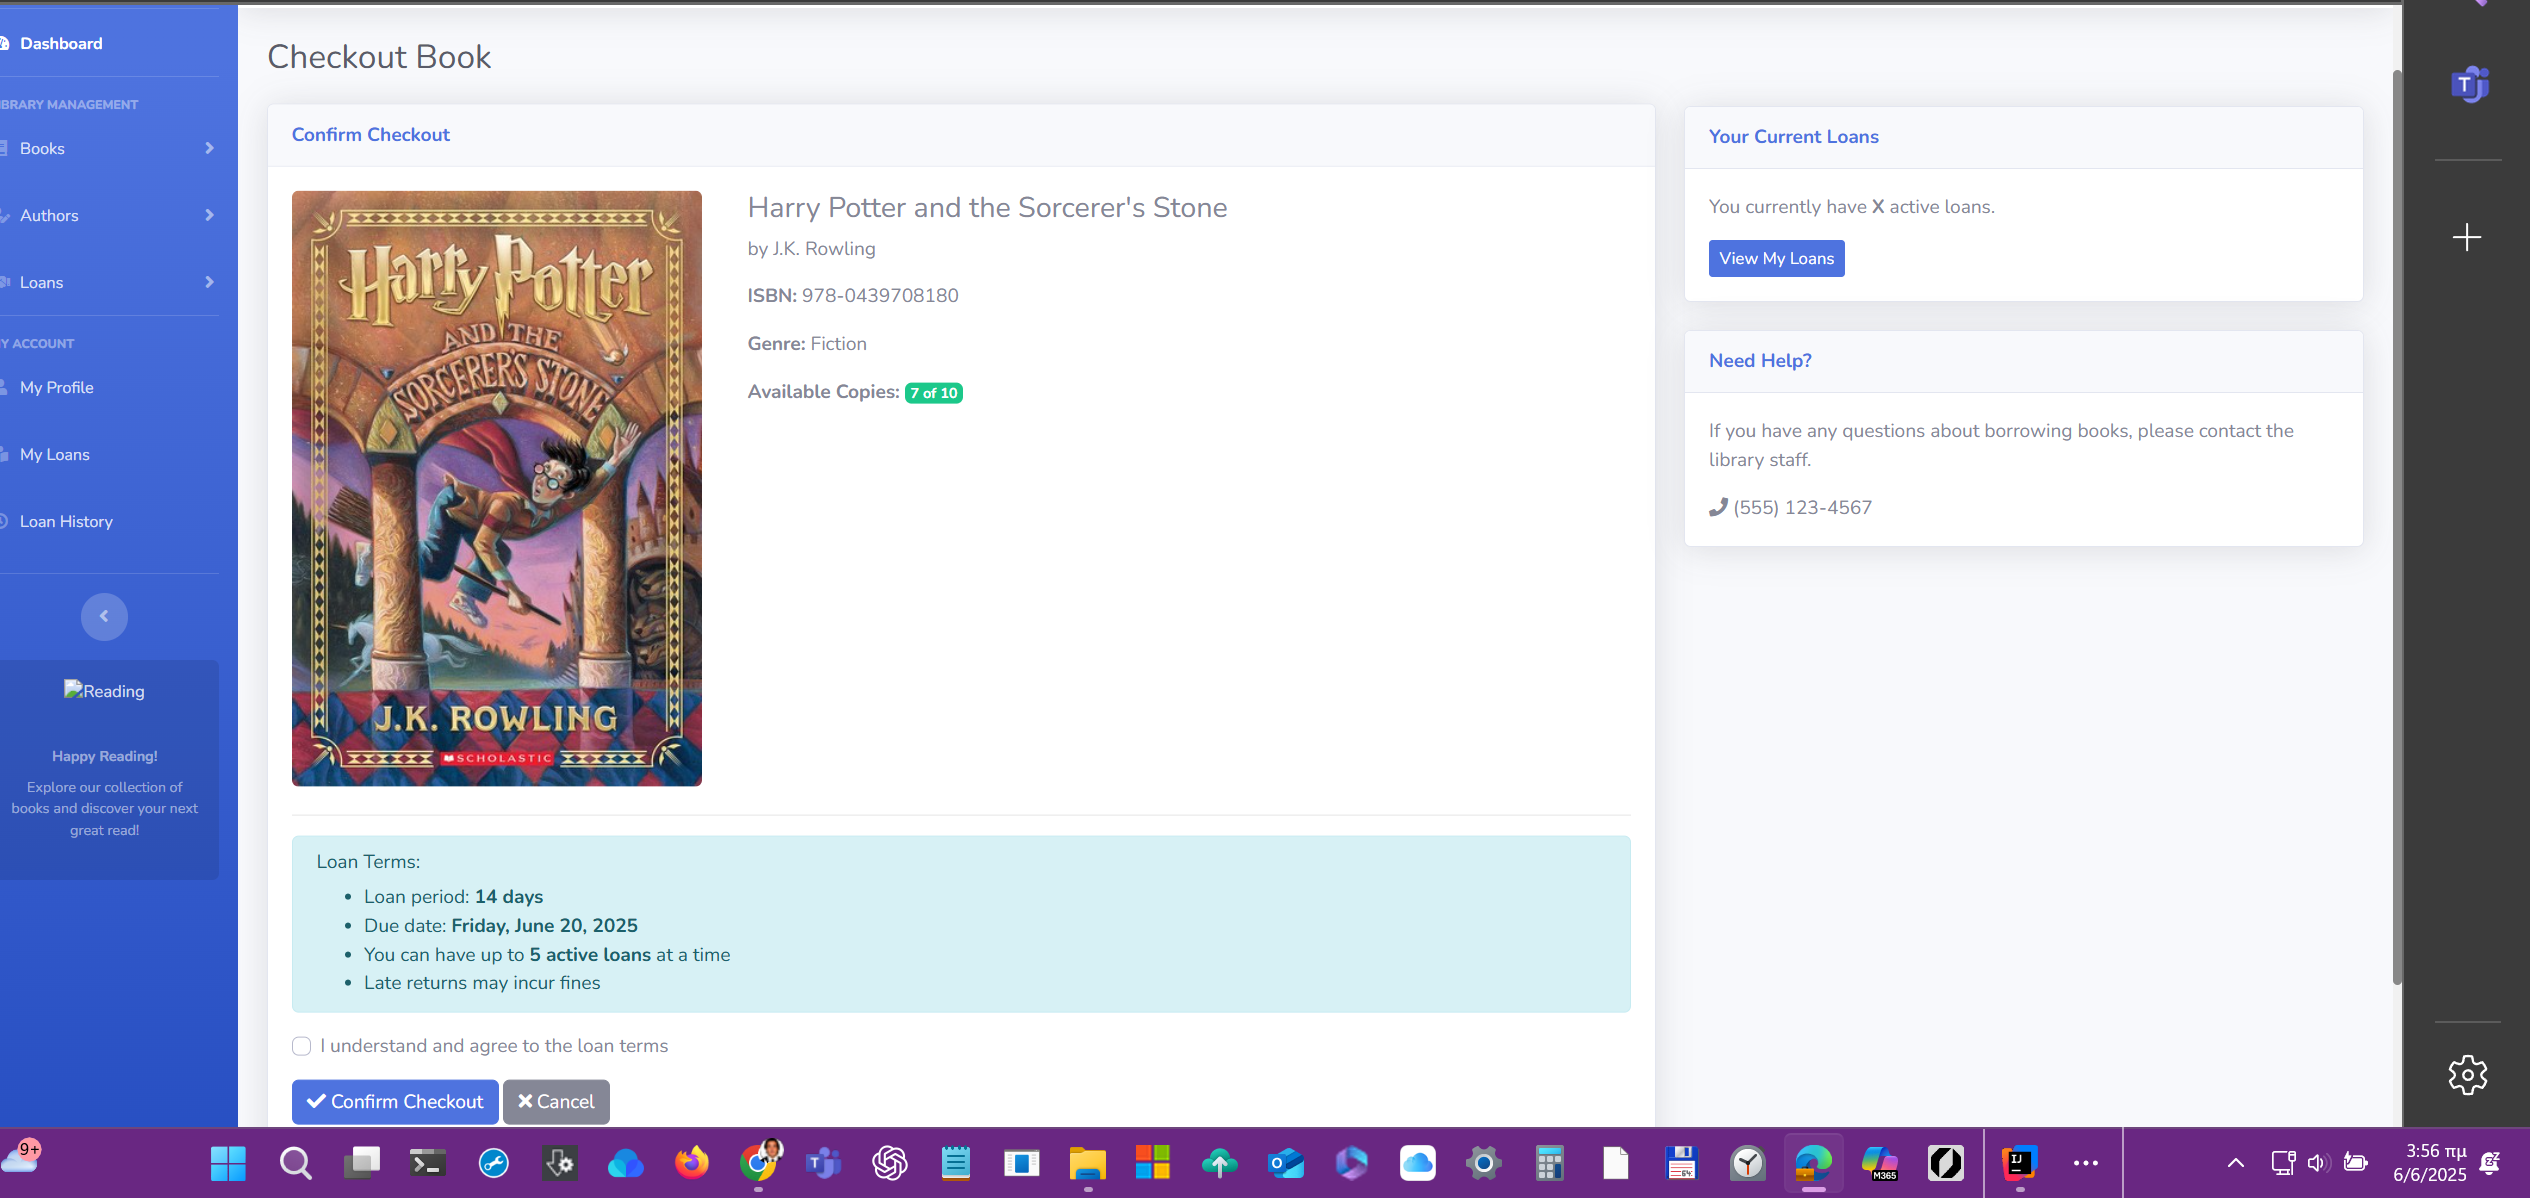 Dashboard
BRARY MANAGEMENT
Books
Authors
Loans
Y ACCOUNT
My Profile
My Loans
Loan History
Reading
Happy Reading!
Explore our collection of
books and discover your next
great read!
Checkout Book
Confirm Checkout
Harry Potter
AND THE
SORCERER'S STONE
J.K. ROWLING
SCHOLASTIC
Harry Potter and the Sorcerer's Stone
by J.K. Rowling
ISBN: 978-0439708180
Genre: Fiction
Available Copies: 7 of 10
Loan Terms:
• Loan period: 14 days
• Due date: Friday, June 20, 2025
• You can have up to 5 active loans at a time
• Late returns may incur fines
I understand and agree to the loan terms
Confirm Checkout
Cancel
Your Current Loans
You currently have X active loans.
View My Loans
Need Help?
If you have any questions about borrowing books, please contact the
library staff.
(555) 123-4567
9+
64
M365
IJ
3:56 πμ
6/6/2025